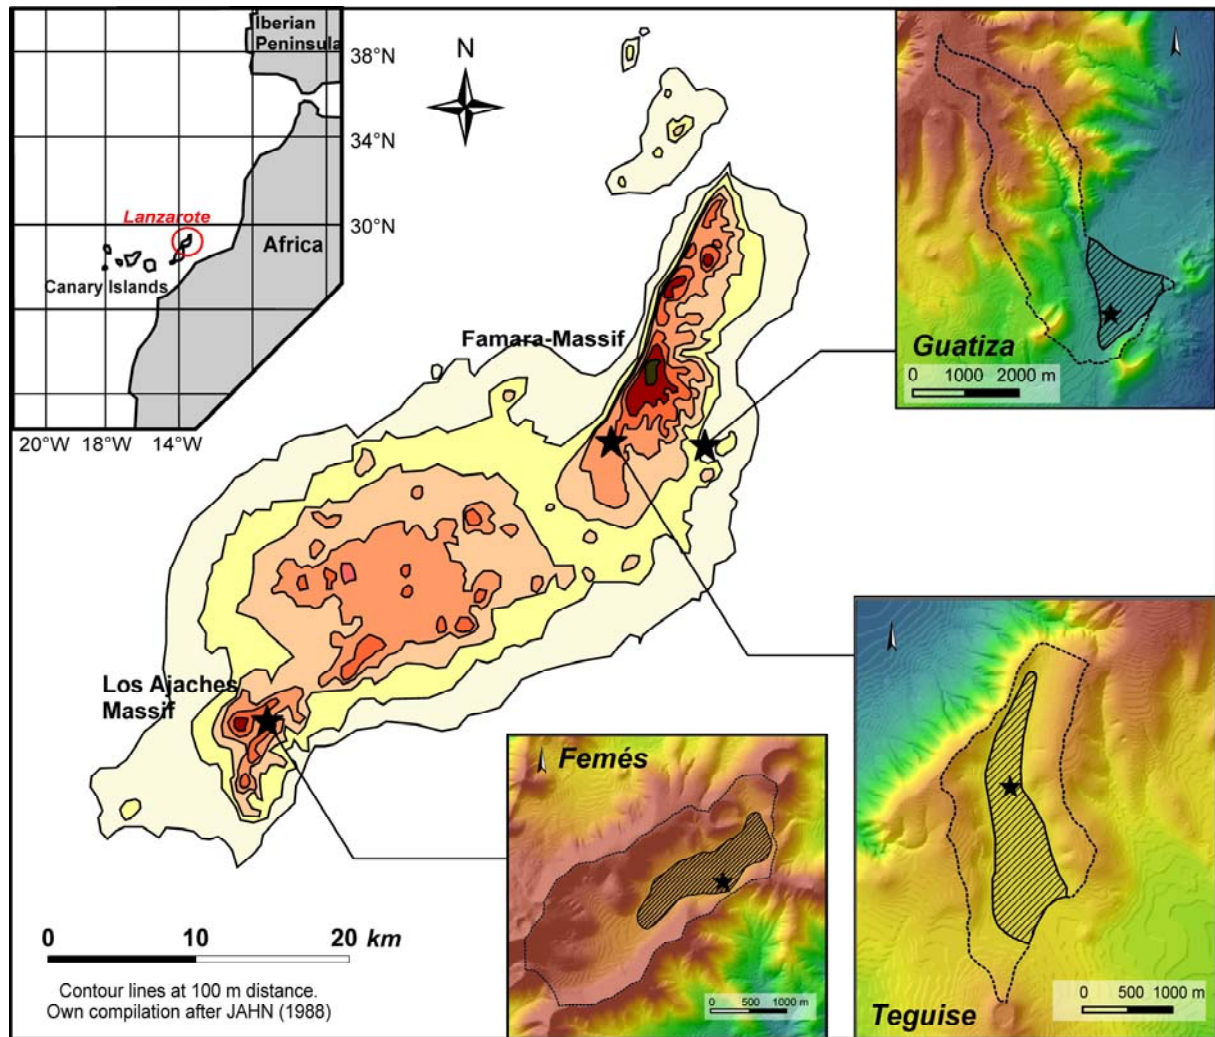 Iberian
Peninsula
38°N
34°N
30°N
Lanzarote
Africa
Canary Islands
20°W 18°W 14°W
N
Famara-Massif
Los Ajaches
Massif
0 10 20 km
Contour lines at 100 m distance.
Own compilation after JAHN (1988)
Guatiza
0 1000 2000 m
Femés
0 500 1000 m
0 500 1000 m
Teguise